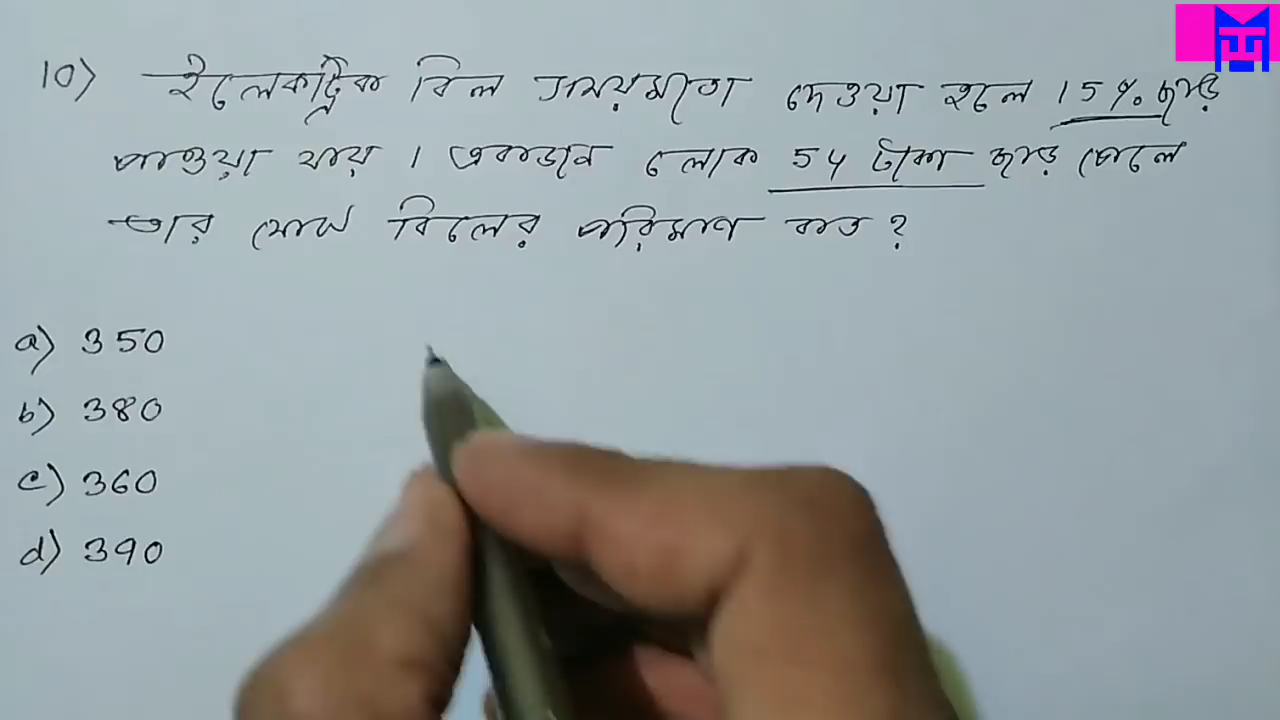 10) ইলেকট্রিক বিল সময়মতো দেওয়া হলে 15% ছাড়
পাওয়া যায় । একজন লোক 54 টাকা ছাড় পেলে
তার মোট বিলের পরিমাণ কত ?
a) 350
b) 380
c) 360
d) 390